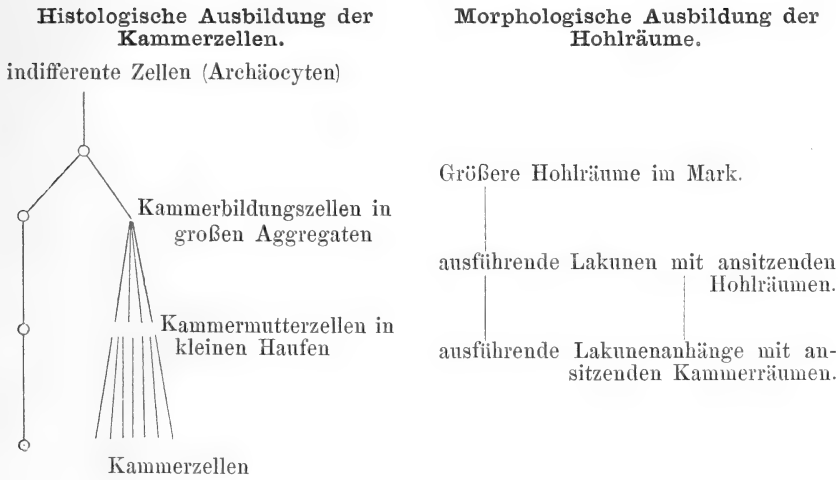 Histologische Ausbildung der
Kammerzellen.
indifferente Zellen (Archäocyten)
Kammerbildungszellen in
großen Aggregaten
Kammermutterzellen in
kleinen Haufen
Kammerzellen
Morphologische Ausbildung der
Hohlräume.
Größere Hohlräume im Mark.
ausführende Lakunen mit ansitzenden
Hohlräumen.
ausführende Lakunenanhänge mit an-
sitzenden Kammerräumen.